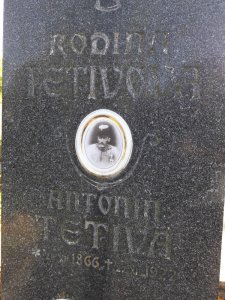 RODINA
TETIVOVA
ANTONIN
TETIVA
1866 +